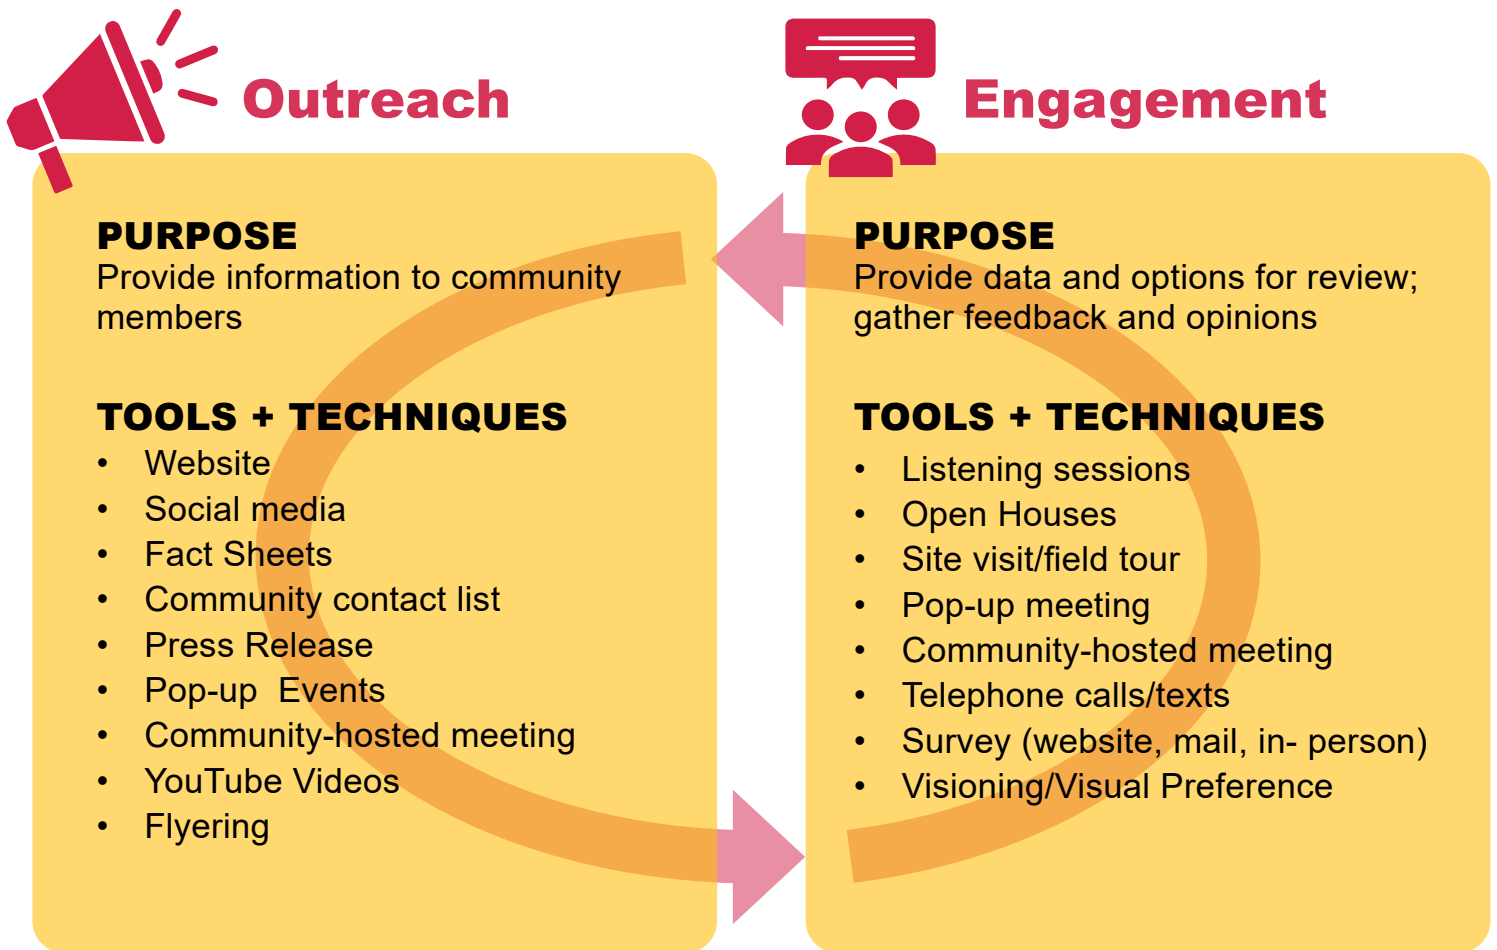 Outreach
PURPOSE
Provide information to community
members
TOOLS + TECHNIQUES
• Website
• Social media
• Fact Sheets
• Community contact list
• Press Release
• Pop-up  Events
• Community-hosted meeting
• YouTube Videos
• Flyering
Engagement
PURPOSE
Provide data and options for review;
gather feedback and opinions
TOOLS + TECHNIQUES
• Listening sessions
• Open Houses
• Site visit/field tour
• Pop-up meeting
• Community-hosted meeting
• Telephone calls/texts
• Survey (website, mail, in- person)
• Visioning/Visual Preference